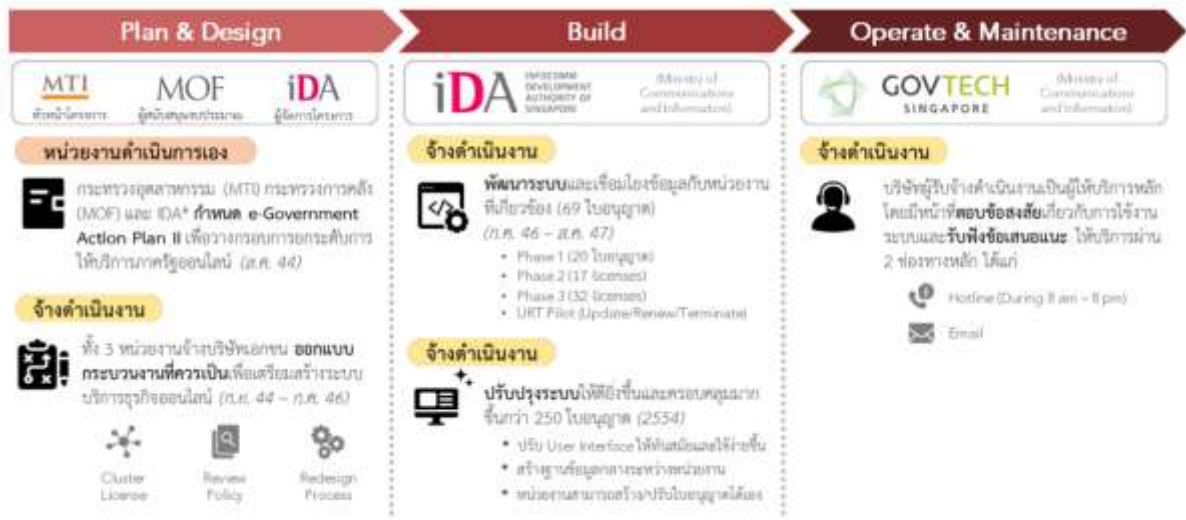 Plan & Design
MTI
หัวหน้าโครงการ
MOF
ผู้สนับสนุนงบประมาณ
iDA
ผู้จัดการโครงการ
หน่วยงานดำเนินการเอง
กระทรวงอุตสาหกรรม (MTI) กระทรวงการคลัง
(MOF) และ IDA* กำหนด e-Government
Action Plan II เพื่อวางกรอบการยกระดับการ
ให้บริการภาครัฐออนไลน์ (ส.ค. 44)
จ้างดำเนินงาน
ทั้ง 3 หน่วยงานจ้างบริษัทเอกชน ออกแบบ
กระบวนงานที่ควรเป็นเพื่อเตรียมสร้างระบบ
บริการธุรกิจออนไลน์ (ก.ย. 44 – ก.ค. 46)
Cluster
License
Review
Policy
Redesign
Process
Build
iDA
INFOCOMM
DEVELOPMENT
AUTHORITY OF
SINGAPORE
(Ministry of
Communications
and Information)
จ้างดำเนินงาน
พัฒนาระบบและเชื่อมโยงข้อมูลกับหน่วยงาน
ที่เกี่ยวข้อง (69 ใบอนุญาต)
(ก.ค. 46 – ส.ค. 47)
• Phase 1 (20 ใบอนุญาต)
• Phase 2 (17 licenses)
• Phase 3 (32 licenses)
• URT Pilot (Update/Renew/Terminate)
จ้างดำเนินงาน
ปรับปรุงระบบให้ดียิ่งขึ้นและครอบคลุมมาก
ขึ้นกว่า 250 ใบอนุญาต (2554)
• ปรับ User Interface ให้ทันสมัยและใช้ง่ายขึ้น
• สร้างฐานข้อมูลกลางระหว่างหน่วยงาน
• หน่วยงานสามารถสร้าง/ปรับใบอนุญาตได้เอง
Operate & Maintenance
GOVTECH
SINGAPORE
(Ministry of
Communications
and Information)
จ้างดำเนินงาน
บริษัทผู้รับจ้างดำเนินงานเป็นผู้ให้บริการหลัก
โดยมีหน้าที่ตอบข้อสงสัยเกี่ยวกับการใช้งาน
ระบบและรับฟังข้อเสนอแนะ ให้บริการผ่าน
2 ช่องทางหลัก ได้แก่
Hotline (During 8 am – 8 pm)
Email